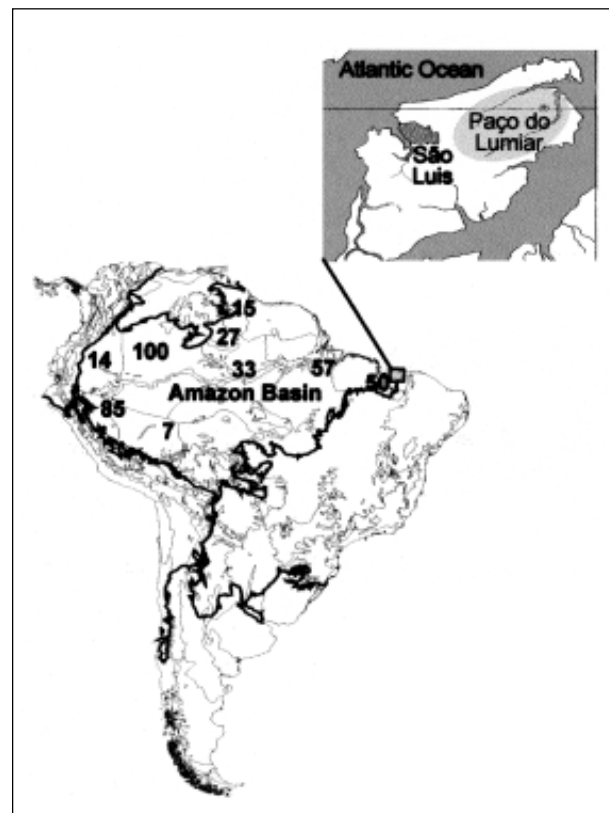 Atlantic Ocean
Paço do
Lumiar
São
Luis
15
27
100
14
33
57
50
Amazon Basin
85
7